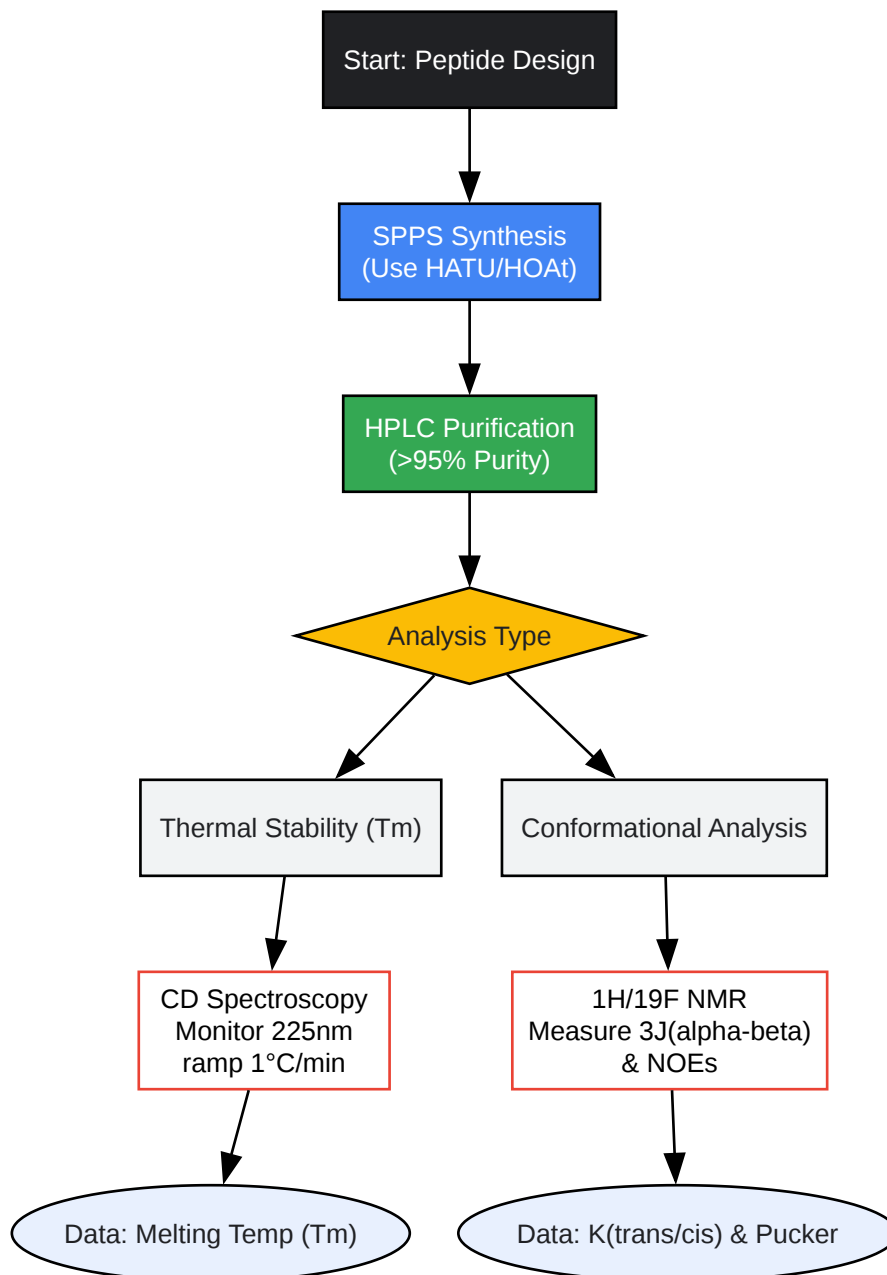 Start: Peptide Design
SPPS Synthesis
(Use HATU/HOAt)
HPLC Purification
(>95% Purity)
Analysis Type
Thermal Stability (Tm)
Conformational Analysis
CD Spectroscopy
Monitor 225nm
ramp 1°C/min
1H/19F NMR
Measure 3J(alpha-beta)
& NOEs
Data: Melting Temp (Tm)
Data: K(trans/cis) & Pucker